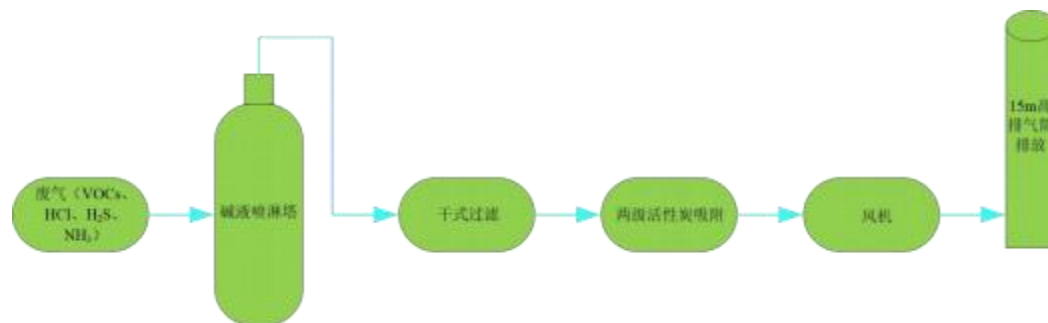 废气（VOCs、
HCl、H₂S、
NH₃）
碱液喷淋塔
干式过滤
两级活性炭吸附
风机
15m高
排气筒
排放